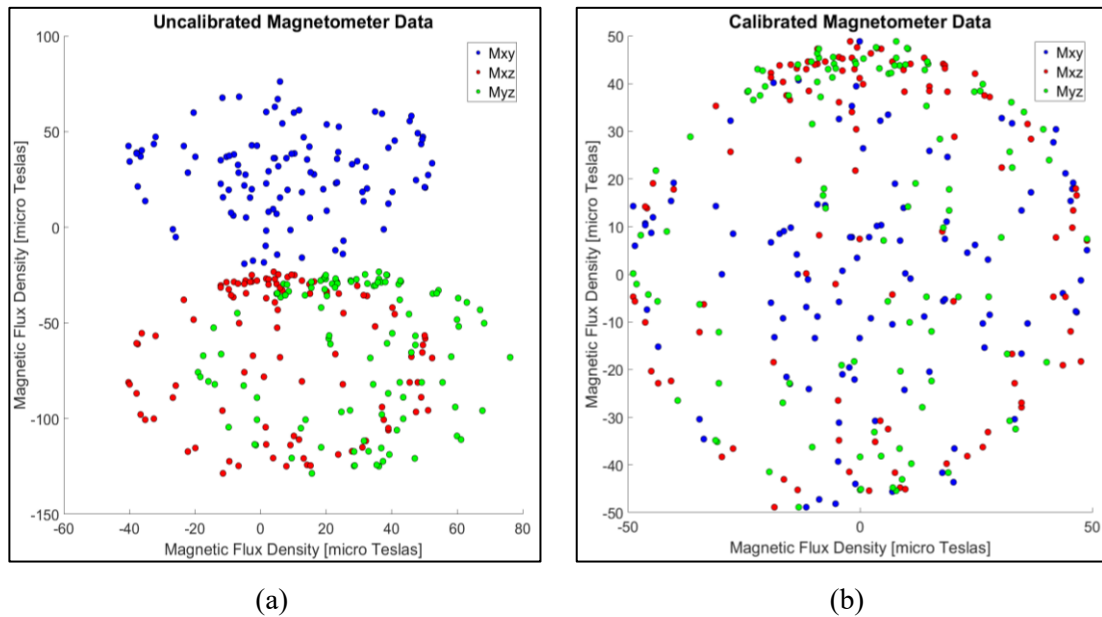 Uncalibrated Magnetometer Data
100
50
0
-50
-100
-150
-60
-40
-20
0
20
40
60
80
Magnetic Flux Density [micro Teslas]
Magnetic Flux Density [micro Teslas]
Mxy
Mxz
Myz
(a)
Calibrated Magnetometer Data
50
40
30
20
10
0
-10
-20
-30
-40
-50
-50
0
50
Magnetic Flux Density [micro Teslas]
Magnetic Flux Density [micro Teslas]
Mxy
Mxz
Myz
(b)